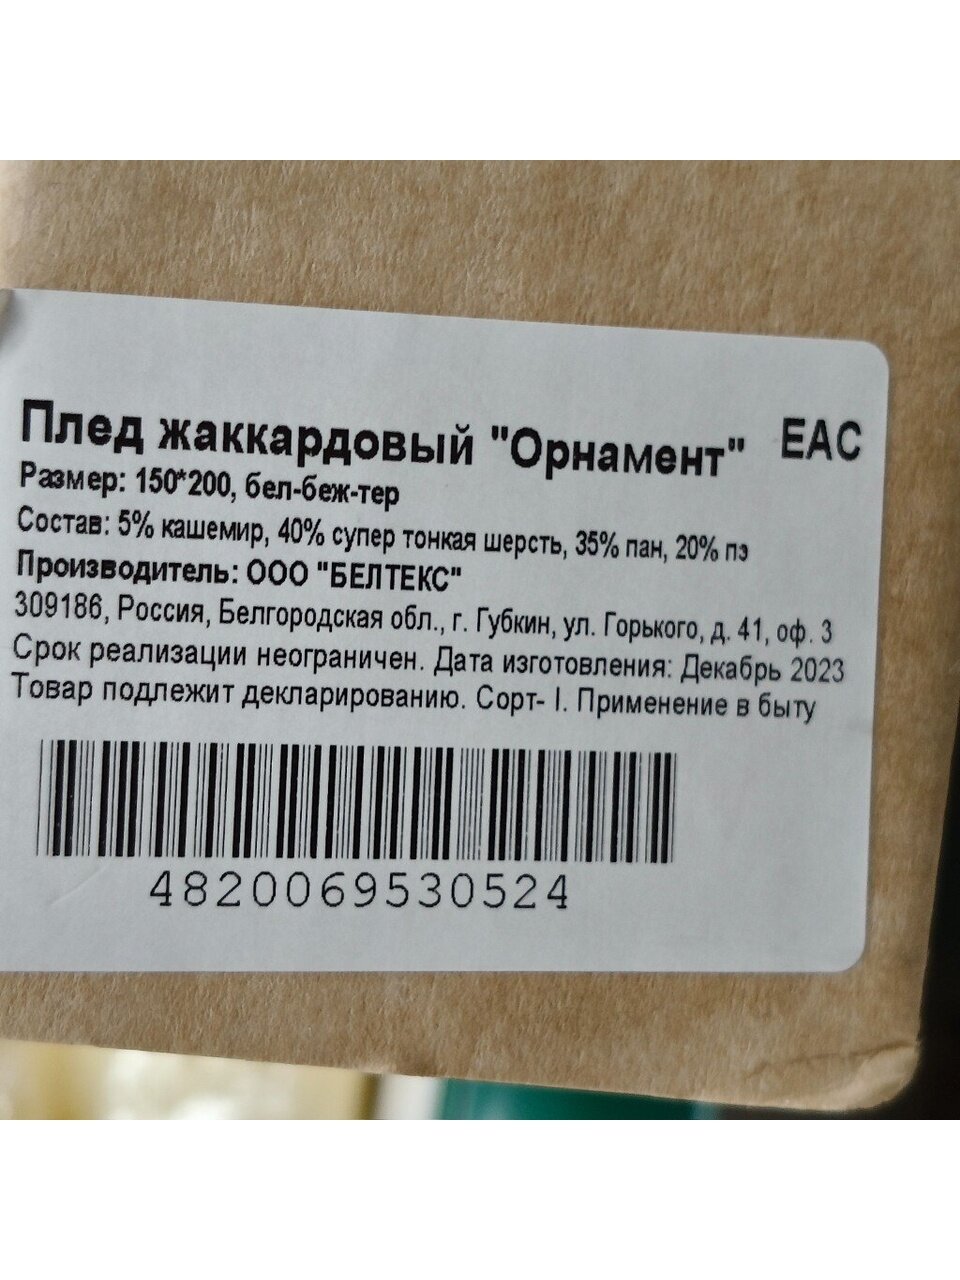 Плед жаккардовый "Орнамент" EAC
Размер: 150*200, бел-беж-тер
Состав: 5% кашемир, 40% супер тонкая шерсть, 35% пан, 20% пэ
Производитель: ООО "БЕЛТЕКС"
309186, Россия, Белгородская обл., г. Губкин, ул. Горького, д. 41, оф. 3
Срок реализации неограничен. Дата изготовления: Декабрь 2023
Товар подлежит декларированию. Сорт- I. Применение в быту
4820069530524